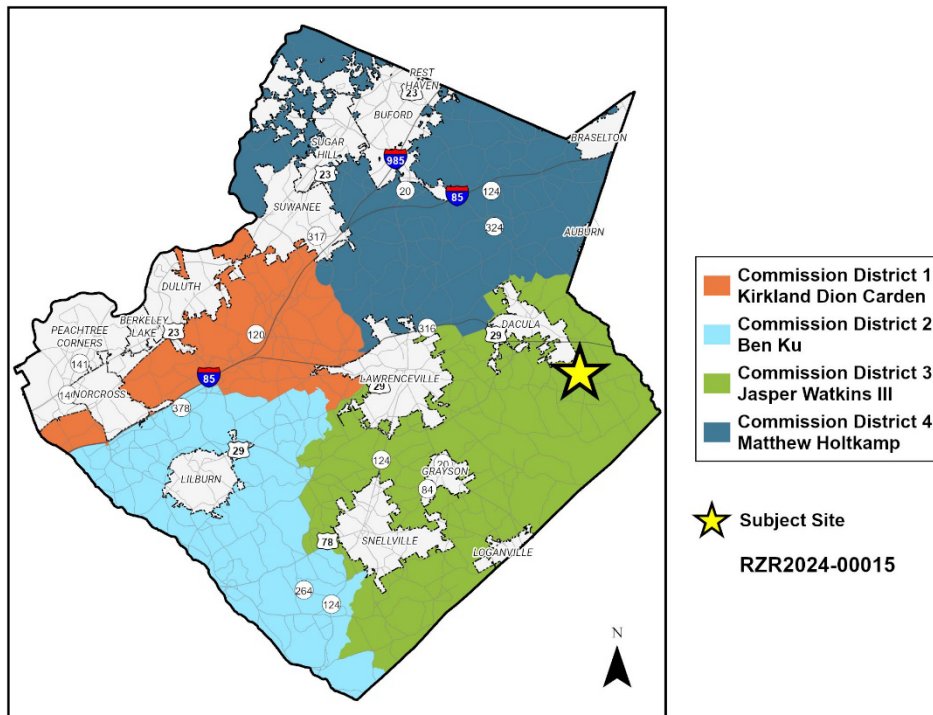 REST
HAVEN
23
BUFORD
BRASELTON
SUGAR
HILL
23
985
20
85
124
SUWANEE
324
317
AUBURN
DULUTH
BERKELEY
LAKE
23
PEACHTREE
CORNERS
141
14
NORCROSS
120
85
378
316
DACULA
29
LAWRENCEVILLE
29
29
LILBURN
124
20
GRAYSON
84
78
SNELLVILLE
LOGANVILLE
264
124
N
Commission District 1
Kirkland Dion Carden
Commission District 2
Ben Ku
Commission District 3
Jasper Watkins III
Commission District 4
Matthew Holtkamp
Subject Site
RZR2024-00015